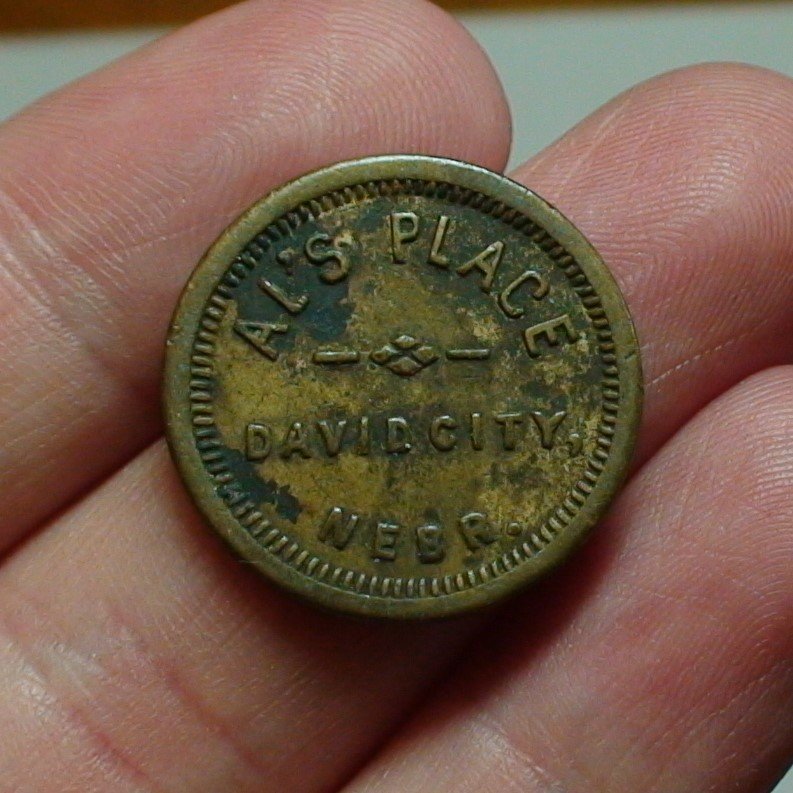 AL'S PLACE
DAVID CITY,
NEBR.